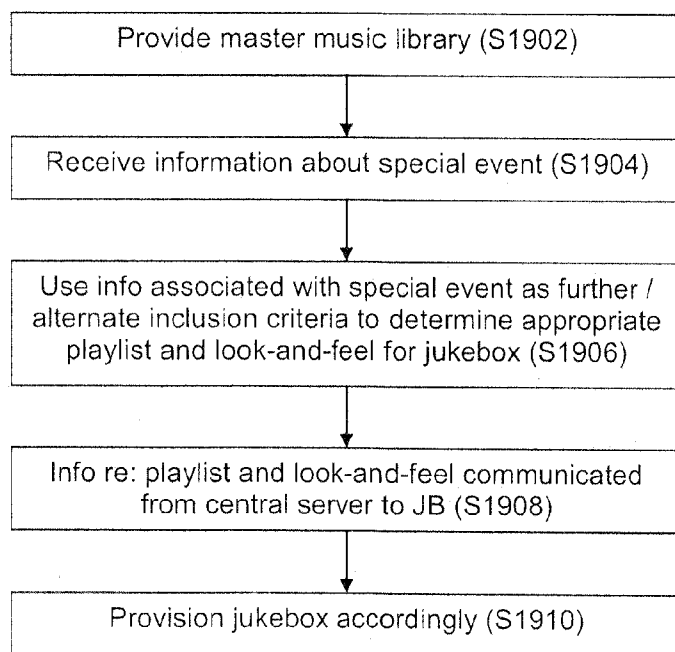 Provide master music library (S1902)
Receive information about special event (S1904)
Use info associated with special event as further /
alternate inclusion criteria to determine appropriate
playlist and look-and-feel for jukebox (S1906)
Info re: playlist and look-and-feel communicated
from central server to JB (S1908)
Provision jukebox accordingly (S1910)